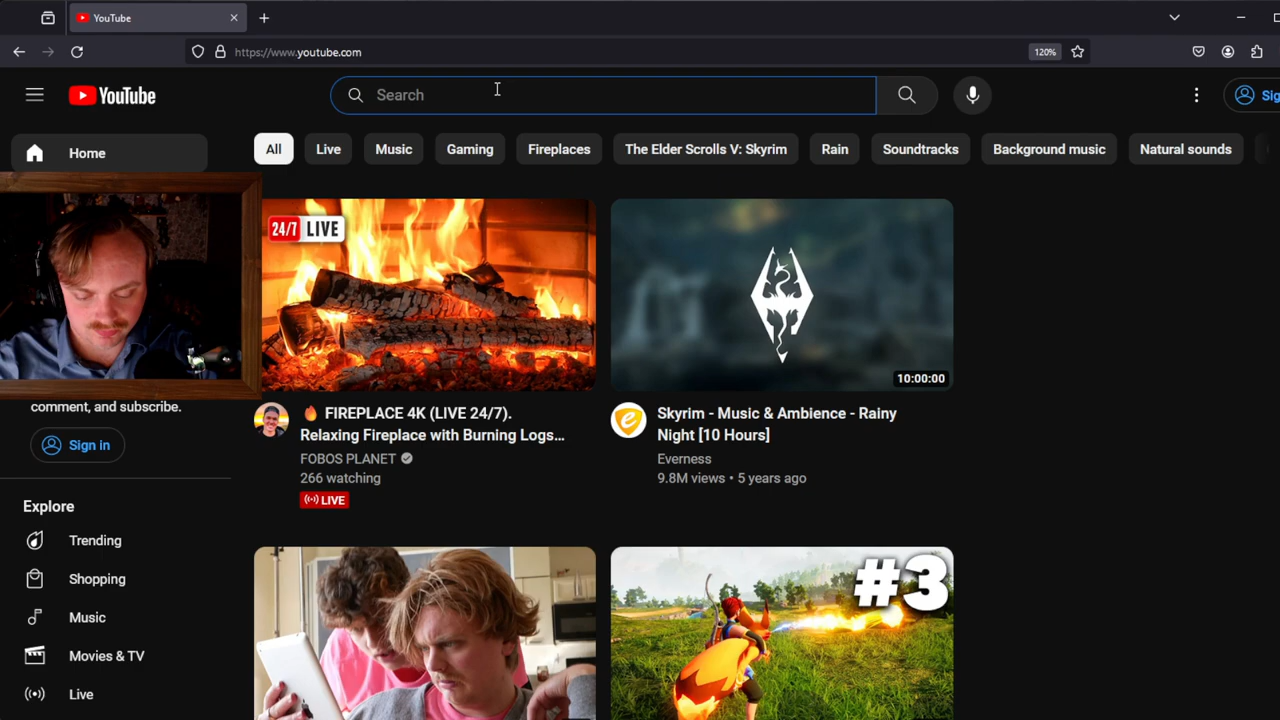 YouTube
https://www.youtube.com
120%
YouTube
Search
Sig
Home
All
Live
Music
Gaming
Fireplaces
The Elder Scrolls V: Skyrim
Rain
Soundtracks
Background music
Natural sounds
24/7 LIVE
10:00:00
comment, and subscribe.
Sign in
🔥 FIREPLACE 4K (LIVE 24/7).
Relaxing Fireplace with Burning Logs...
FOBOS PLANET
266 watching
LIVE
Skyrim - Music & Ambience - Rainy
Night [10 Hours]
Everness
9.8M views • 5 years ago
Explore
Trending
Shopping
Music
Movies & TV
Live
#3